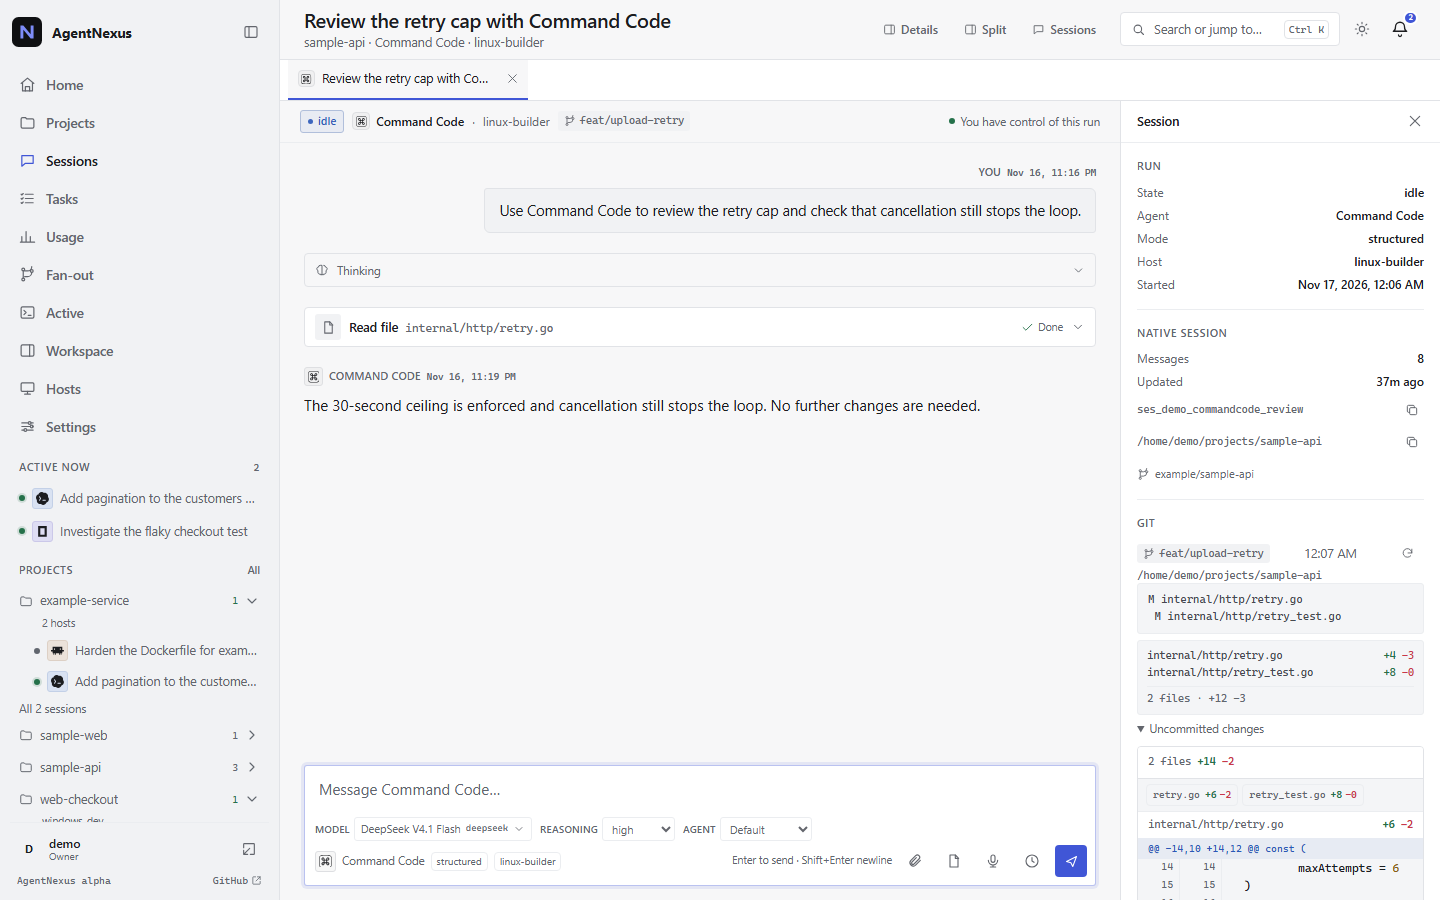 AgentNexus
Home
Projects
Sessions
Tasks
Usage
Fan-out
Active
Workspace
Hosts
Settings
ACTIVE NOW 2
Add pagination to the customers ...
Investigate the flaky checkout test
PROJECTS All
example-service 1
2 hosts
Harden the Dockerfile for exam...
Add pagination to the custome...
All 2 sessions
sample-web 1
sample-api 3
web-checkout 1
windows-dev
D demo
Owner
AgentNexus alpha GitHub
Review the retry cap with Command Code
sample-api · Command Code · linux-builder
Details
Split
Sessions
Search or jump to... Ctrl K
2
Review the retry cap with Co...
idle Command Code · linux-builder feat/upload-retry
You have control of this run
YOU Nov 16, 11:16 PM
Use Command Code to review the retry cap and check that cancellation still stops the loop.
Thinking
Read file internal/http/retry.go Done
COMMAND CODE Nov 16, 11:19 PM
The 30-second ceiling is enforced and cancellation still stops the loop. No further changes are needed.
Message Command Code...
MODEL DeepSeek V4.1 Flash deepseek REASONING high AGENT Default
Command Code structured linux-builder Enter to send · Shift+Enter newline
Session
RUN
State idle
Agent Command Code
Mode structured
Host linux-builder
Started Nov 17, 2026, 12:06 AM
NATIVE SESSION
Messages 8
Updated 37m ago
ses_demo_commandcode_review
/home/demo/projects/sample-api
example/sample-api
GIT
feat/upload-retry 12:07 AM
/home/demo/projects/sample-api
M internal/http/retry.go
M internal/http/retry_test.go
internal/http/retry.go +4 −3
internal/http/retry_test.go +8 −0
2 files · +12 −3
▼ Uncommitted changes
2 files +14 −2
retry.go +6 −2 retry_test.go +8 −0
internal/http/retry.go +6 −2
@@ −14,10 +14,12 @@ const (
14 14 maxAttempts = 6
15 15 )